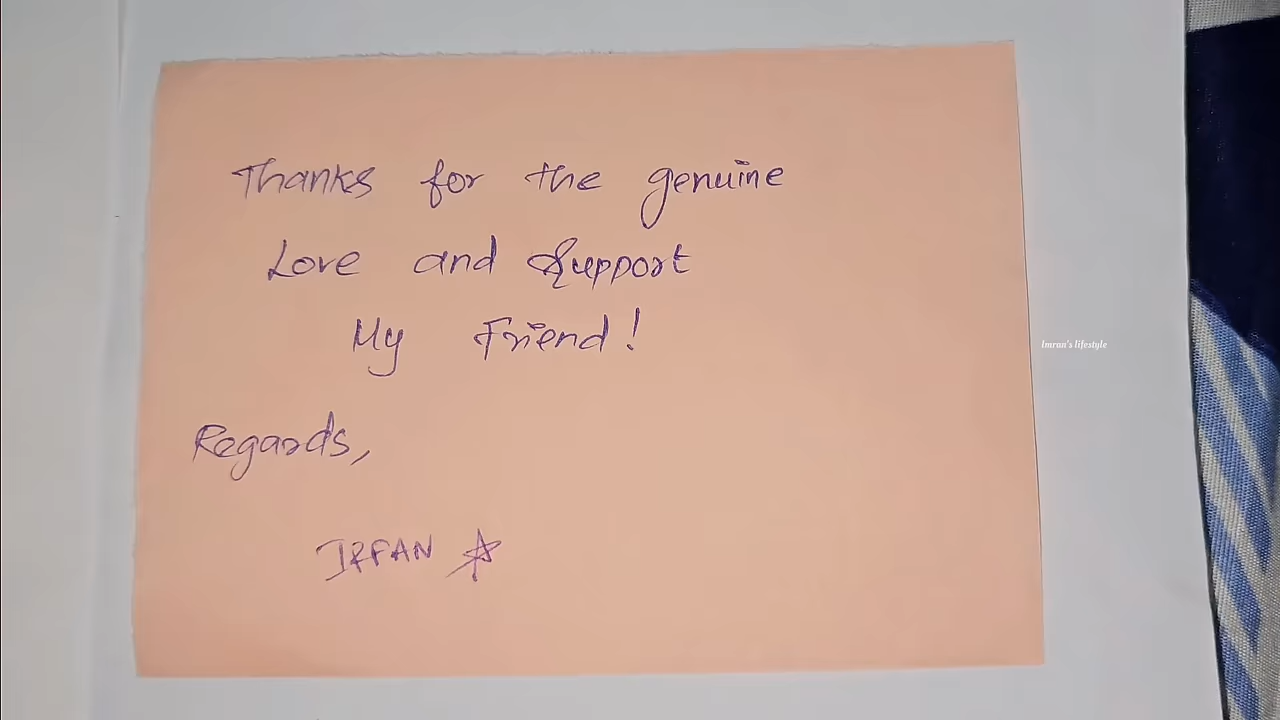 Thanks for the genuine
Love and Support
My Friend!
Regards,
IRFAN
Imran's lifestyle